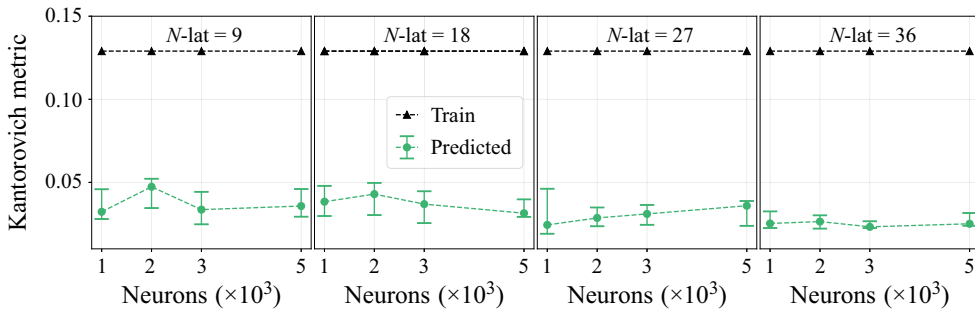 Kantorovich metric
0.15
0.10
0.05
N-lat = 9
N-lat = 18
N-lat = 27
N-lat = 36
Train
Predicted
1 2 3 5
1 2 3 5
1 2 3 5
1 2 3 5
Neurons (×10³)
Neurons (×10³)
Neurons (×10³)
Neurons (×10³)